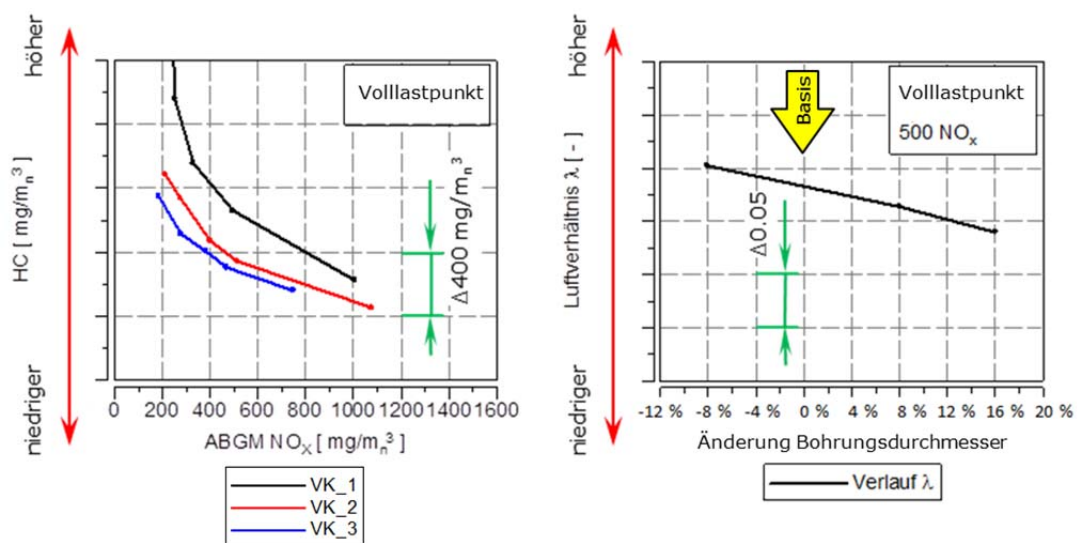 höher
HC [ mg/mn³ ]
niedriger
Volllastpunkt
Δ400 mg/mn³
0 200 400 600 800 1000 1200 1400 1600
ABGM NOX [ mg/mn³ ]
VK_1
VK_2
VK_3
höher
Luftverhältnis λ [ - ]
niedriger
Basis
Volllastpunkt
500 NOx
Δ0.05
-12 % -8 % -4 % 0 % 4 % 8 % 12 % 16 % 20 %
Änderung Bohrungsdurchmesser
Verlauf λ